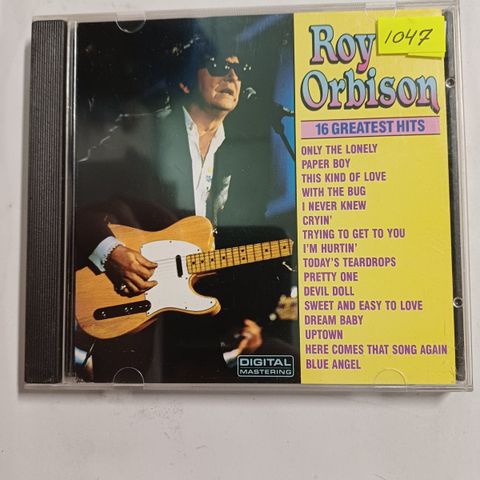 Roy
1047
Orbison
16 GREATEST HITS
ONLY THE LONELY
PAPER BOY
THIS KIND OF LOVE
WITH THE BUG
I NEVER KNEW
CRYIN'
TRYING TO GET TO YOU
I'M HURTIN'
TODAY'S TEARDROPS
PRETTY ONE
DEVIL DOLL
SWEET AND EASY TO LOVE
DREAM BABY
UPTOWN
HERE COMES THAT SONG AGAIN
BLUE ANGEL
DIGITAL
MASTERING